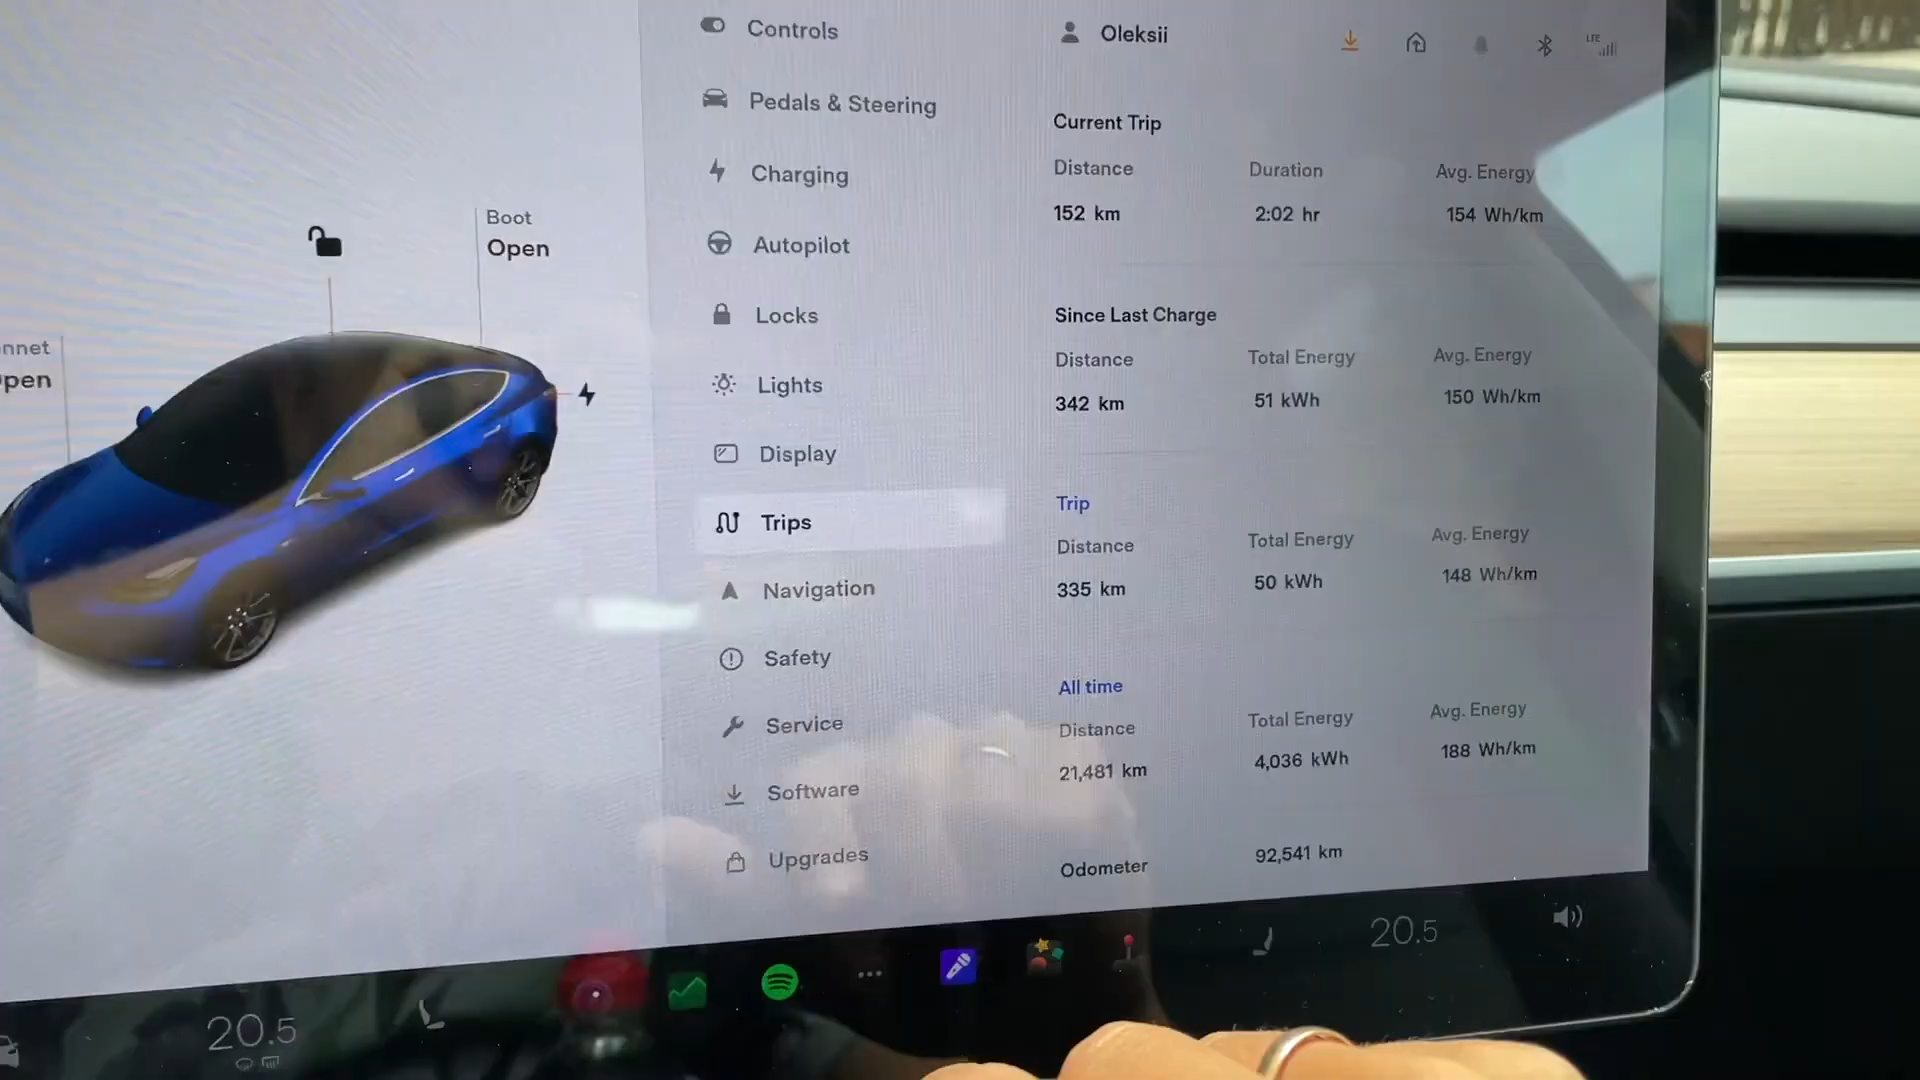 Boot
Open
nnet
pen
Controls
Pedals & Steering
Charging
Autopilot
Locks
Lights
Display
Trips
Navigation
Safety
Service
Software
Upgrades
Oleksii
LTE
Current Trip
Distance Duration Avg. Energy
152 km 2:02 hr 154 Wh/km
Since Last Charge
Distance Total Energy Avg. Energy
342 km 51 kWh 150 Wh/km
Trip
Distance Total Energy Avg. Energy
335 km 50 kWh 148 Wh/km
All time
Distance Total Energy Avg. Energy
21,481 km 4,036 kWh 188 Wh/km
Odometer 92,541 km
20.5
20.5